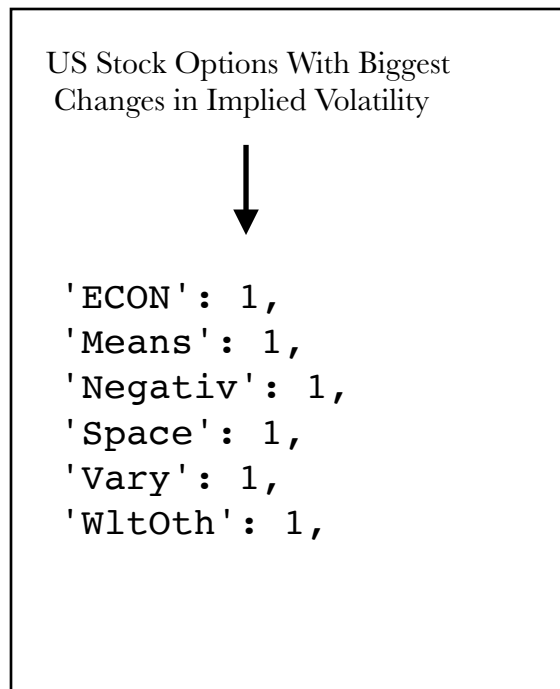 US Stock Options With Biggest
Changes in Implied Volatility
'ECON': 1,
'Means': 1,
'Negativ': 1,
'Space': 1,
'Vary': 1,
'WltOth': 1,